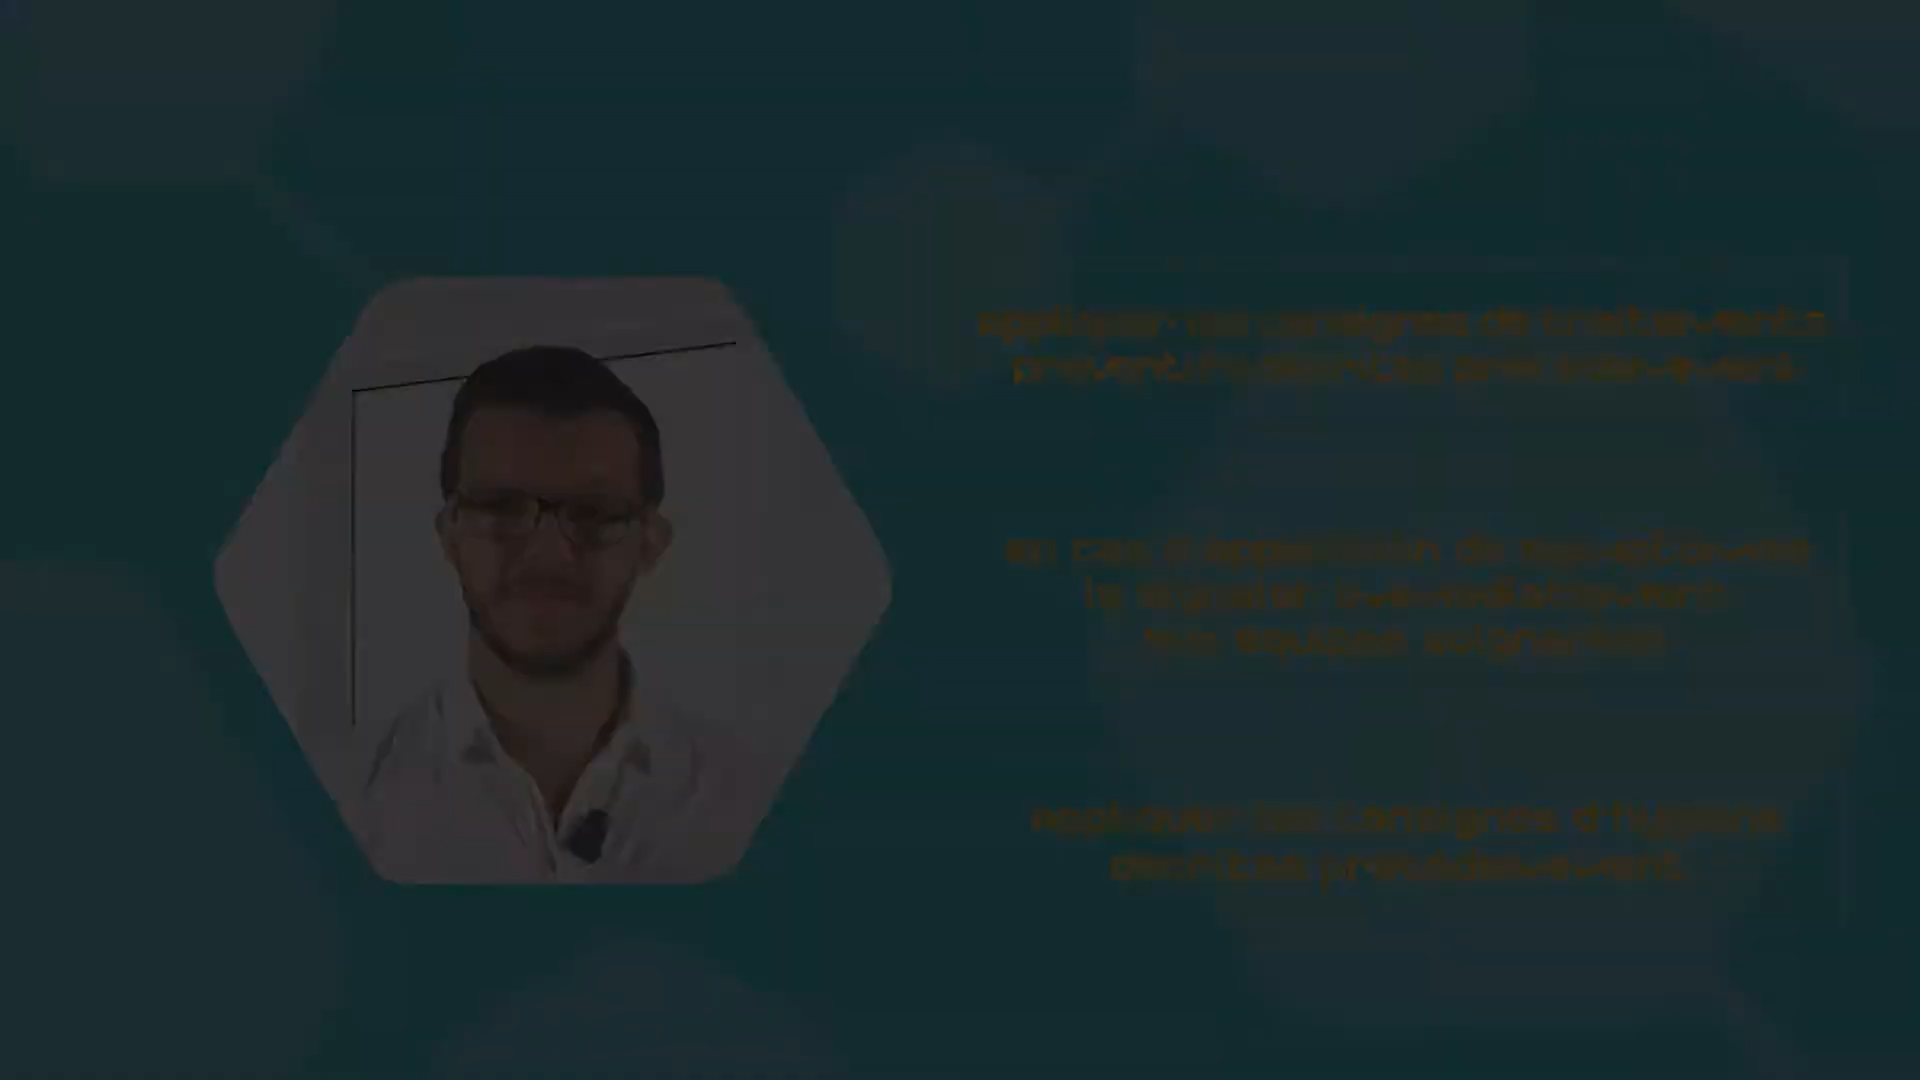 appliquer les consignes de traitements
préventifs décrites précédemment
en cas d'apparition de symptômes
le signaler immédiatement
aux équipes soignantes
appliquer les consignes d'hygiène
décrites précédemment